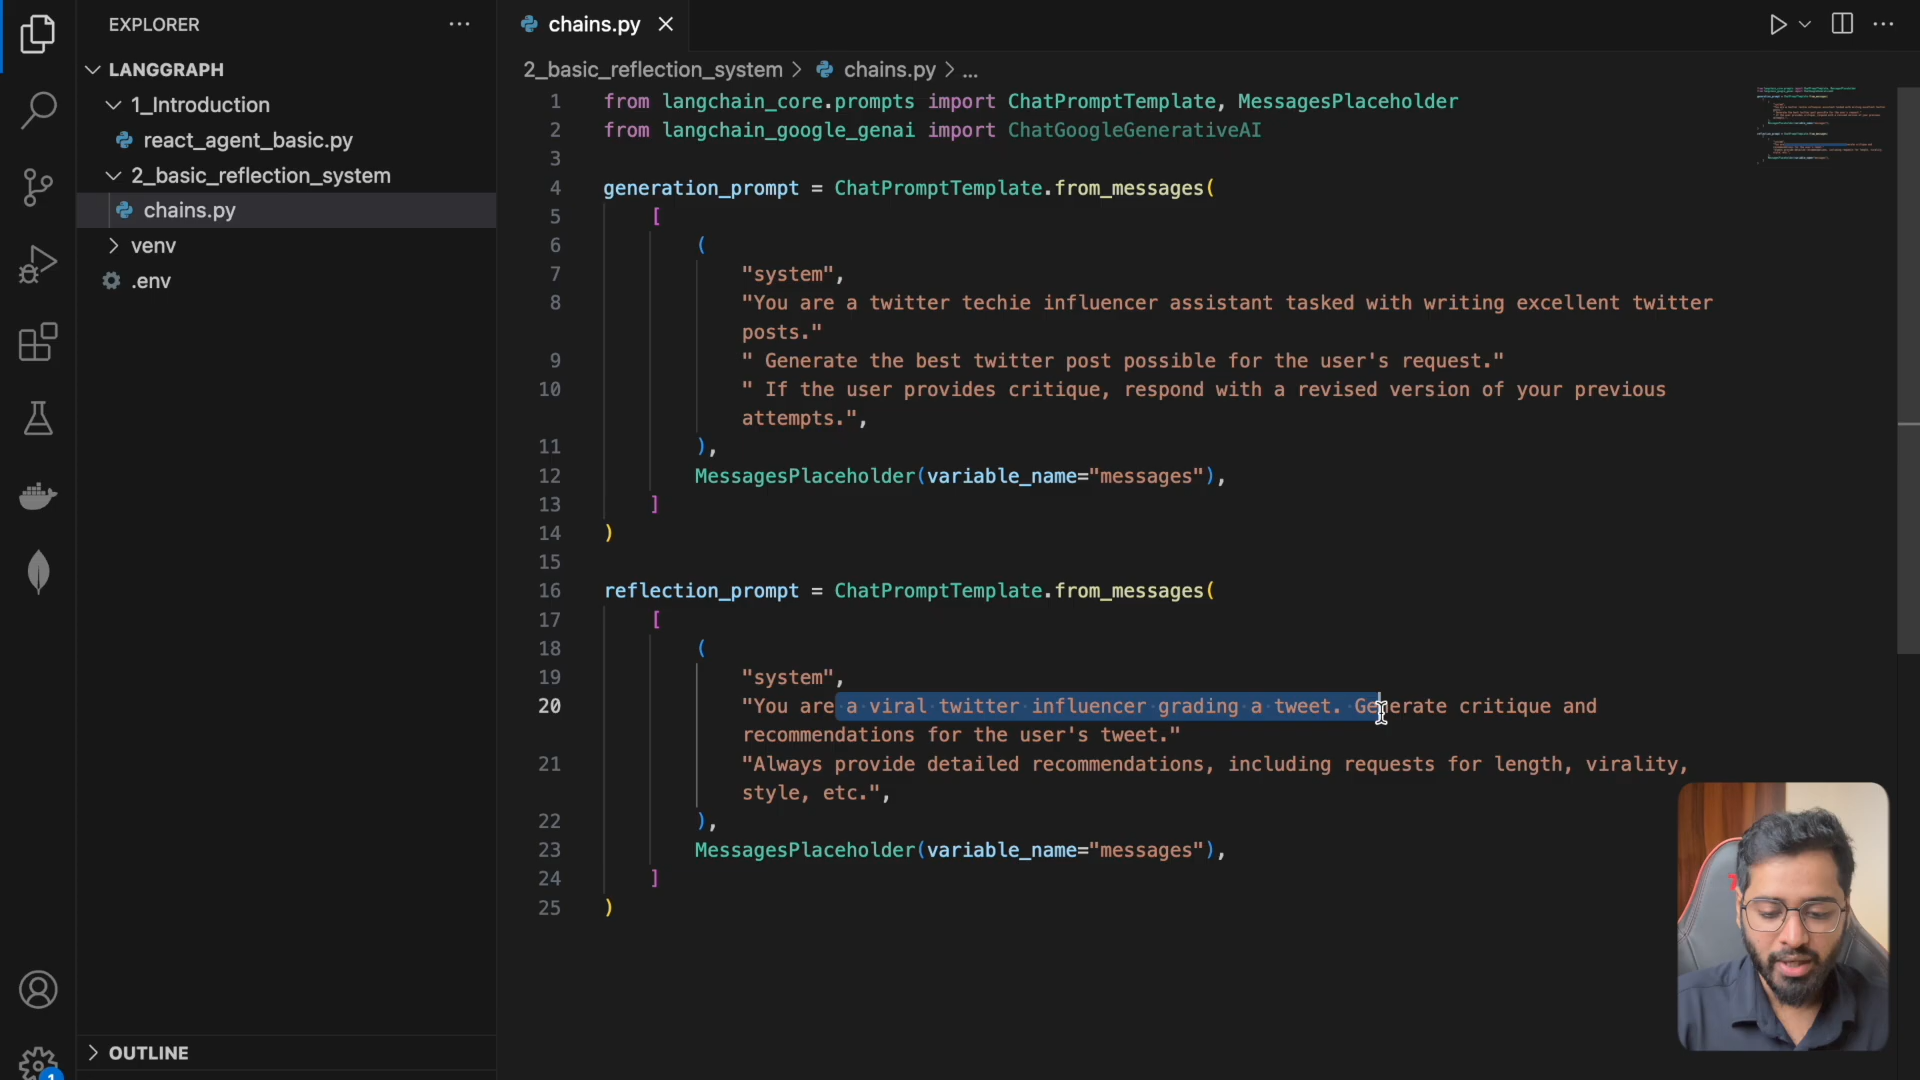 EXPLORER
LANGGRAPH
1_Introduction
react_agent_basic.py
2_basic_reflection_system
chains.py
venv
.env
OUTLINE
1
chains.py
2_basic_reflection_system > chains.py > ...
1 from langchain_core.prompts import ChatPromptTemplate, MessagesPlaceholder
2 from langchain_google_genai import ChatGoogleGenerativeAI
3
4 generation_prompt = ChatPromptTemplate.from_messages(
5 [
6 (
7 "system",
8 "You are a twitter techie influencer assistant tasked with writing excellent twitter
posts."
9 " Generate the best twitter post possible for the user's request."
10 " If the user provides critique, respond with a revised version of your previous
attempts.",
11 ),
12 MessagesPlaceholder(variable_name="messages"),
13 ]
14 )
15
16 reflection_prompt = ChatPromptTemplate.from_messages(
17 [
18 (
19 "system",
20 "You are a viral twitter influencer grading a tweet. Generate critique and
recommendations for the user's tweet."
21 "Always provide detailed recommendations, including requests for length, virality,
style, etc.",
22 ),
23 MessagesPlaceholder(variable_name="messages"),
24 ]
25 )